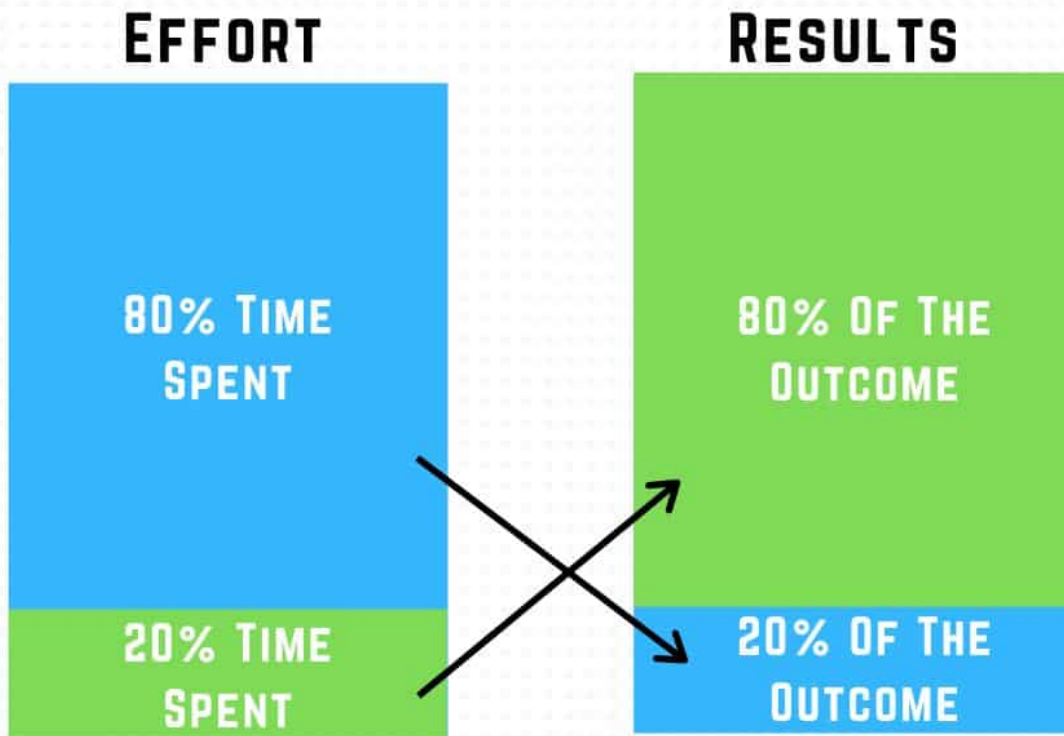 EFFORT
RESULTS
80% TIME
SPENT
80% OF THE
OUTCOME
20% TIME
SPENT
20% OF THE
OUTCOME